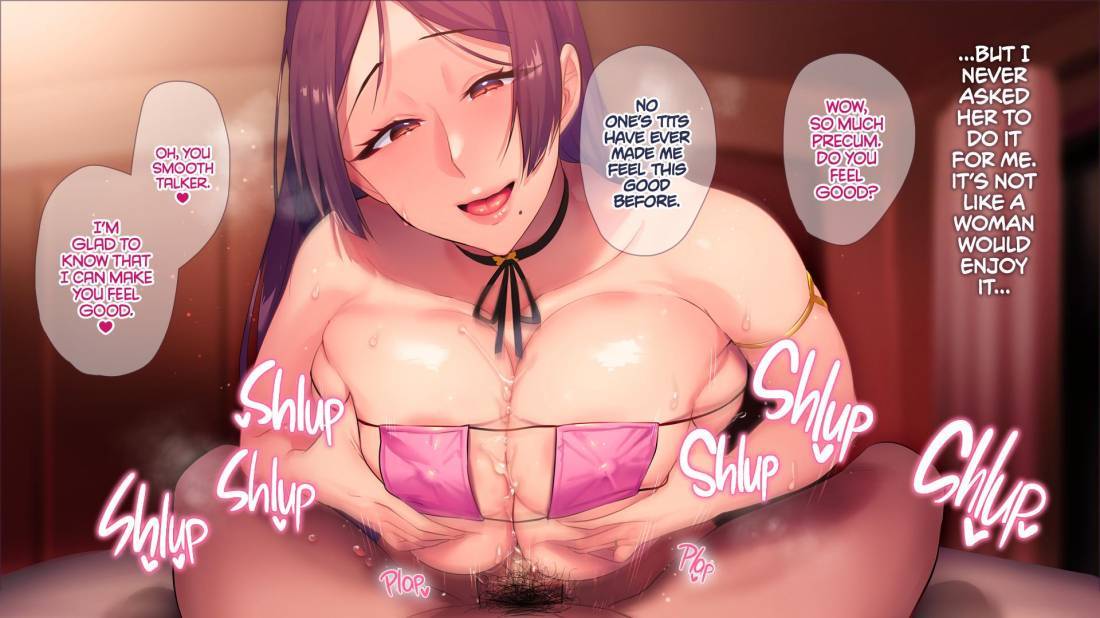 ...BUT I
NEVER
ASKED
HER TO
DO IT
FOR ME.
IT'S NOT
LIKE A
WOMAN
WOULD
ENJOY
IT...
WOW,
SO MUCH
PRECUM.
DO YOU
FEEL
GOOD?
NO
ONE'S TITS
HAVE EVER
MADE ME
FEEL THIS
GOOD
BEFORE.
OH, YOU
SMOOTH
TALKER.
♥
I'M
GLAD TO
KNOW THAT
I CAN MAKE
YOU FEEL
GOOD.
♥
Shlup
Shlup
Shlup
Shlup
Shlup
Shlup
Plap
Plap